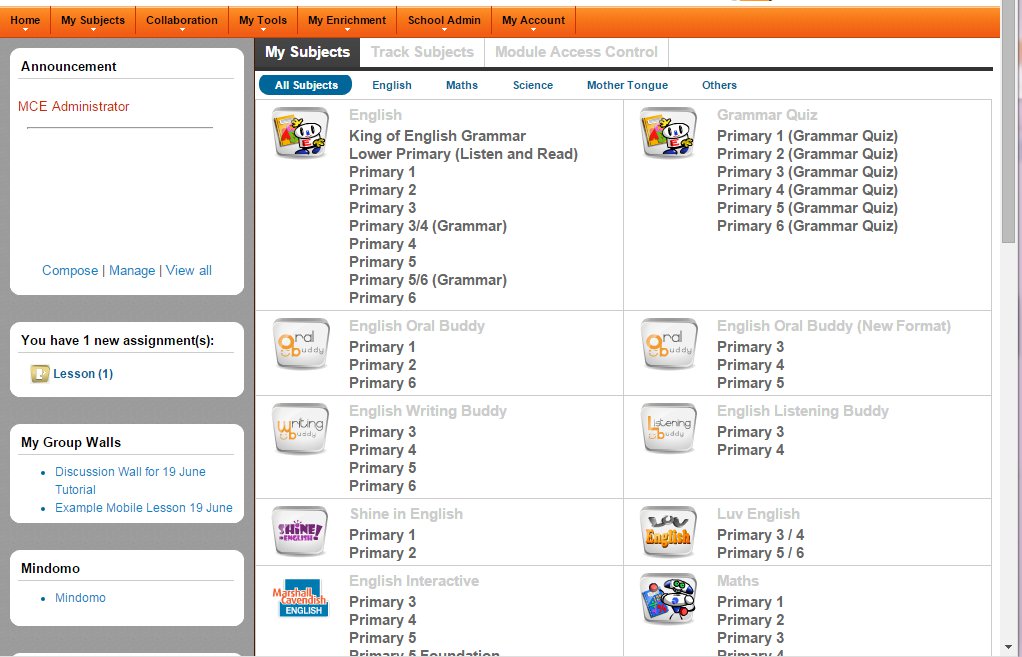 Home My Subjects Collaboration My Tools My Enrichment School Admin My Account
Announcement
MCE Administrator
Compose | Manage | View all
You have 1 new assignment(s):
Lesson (1)
My Group Walls
Discussion Wall for 19 June
Tutorial
Example Mobile Lesson 19 June
Mindomo
Mindomo
My Subjects Track Subjects Module Access Control
All Subjects English Maths Science Mother Tongue Others
English
King of English Grammar
Lower Primary (Listen and Read)
Primary 1
Primary 2
Primary 3
Primary 3/4 (Grammar)
Primary 4
Primary 5
Primary 5/6 (Grammar)
Primary 6
Grammar Quiz
Primary 1 (Grammar Quiz)
Primary 2 (Grammar Quiz)
Primary 3 (Grammar Quiz)
Primary 4 (Grammar Quiz)
Primary 5 (Grammar Quiz)
Primary 6 (Grammar Quiz)
Oral
Buddy
English Oral Buddy
Primary 1
Primary 2
Primary 6
Oral
Buddy
English Oral Buddy (New Format)
Primary 3
Primary 4
Primary 5
Writing
Buddy
English Writing Buddy
Primary 3
Primary 4
Primary 5
Primary 6
Listening
Buddy
English Listening Buddy
Primary 3
Primary 4
SHINE!
ENGLISH
Shine in English
Primary 1
Primary 2
LUV
English
Luv English
Primary 3 / 4
Primary 5 / 6
Marshall
Cavendish
ENGLISH
English Interactive
Primary 3
Primary 4
Primary 5
Primary 5 Foundation
Maths
Primary 1
Primary 2
Primary 3
Primary 4